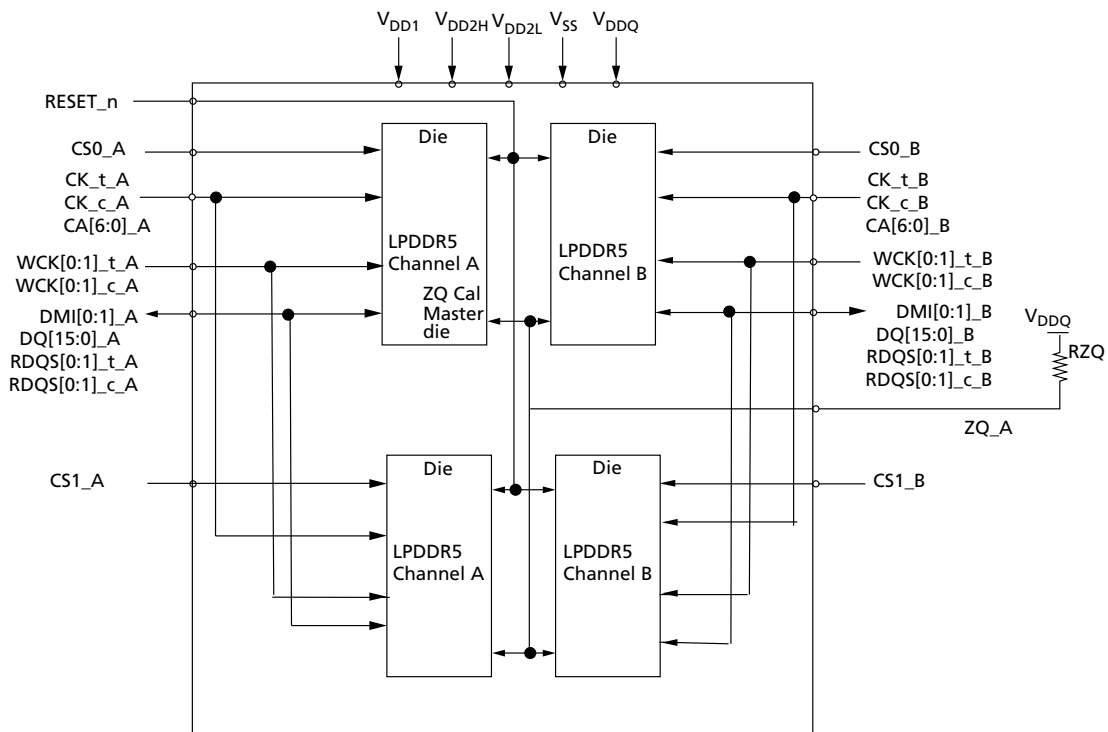 VDD1 VDD2H VDD2L VSS VDDQ
RESET_n
CS0_A
CK_t_A
CK_c_A
CA[6:0]_A
WCK[0:1]_t_A
WCK[0:1]_c_A
DMI[0:1]_A
DQ[15:0]_A
RDQS[0:1]_t_A
RDQS[0:1]_c_A
CS1_A
Die
LPDDR5
Channel A
ZQ Cal
Master
die
Die
LPDDR5
Channel B
Die
LPDDR5
Channel A
Die
LPDDR5
Channel B
CS0_B
CK_t_B
CK_c_B
CA[6:0]_B
WCK[0:1]_t_B
WCK[0:1]_c_B
DMI[0:1]_B
DQ[15:0]_B
RDQS[0:1]_t_B
RDQS[0:1]_c_B
VDDQ
RZQ
ZQ_A
CS1_B